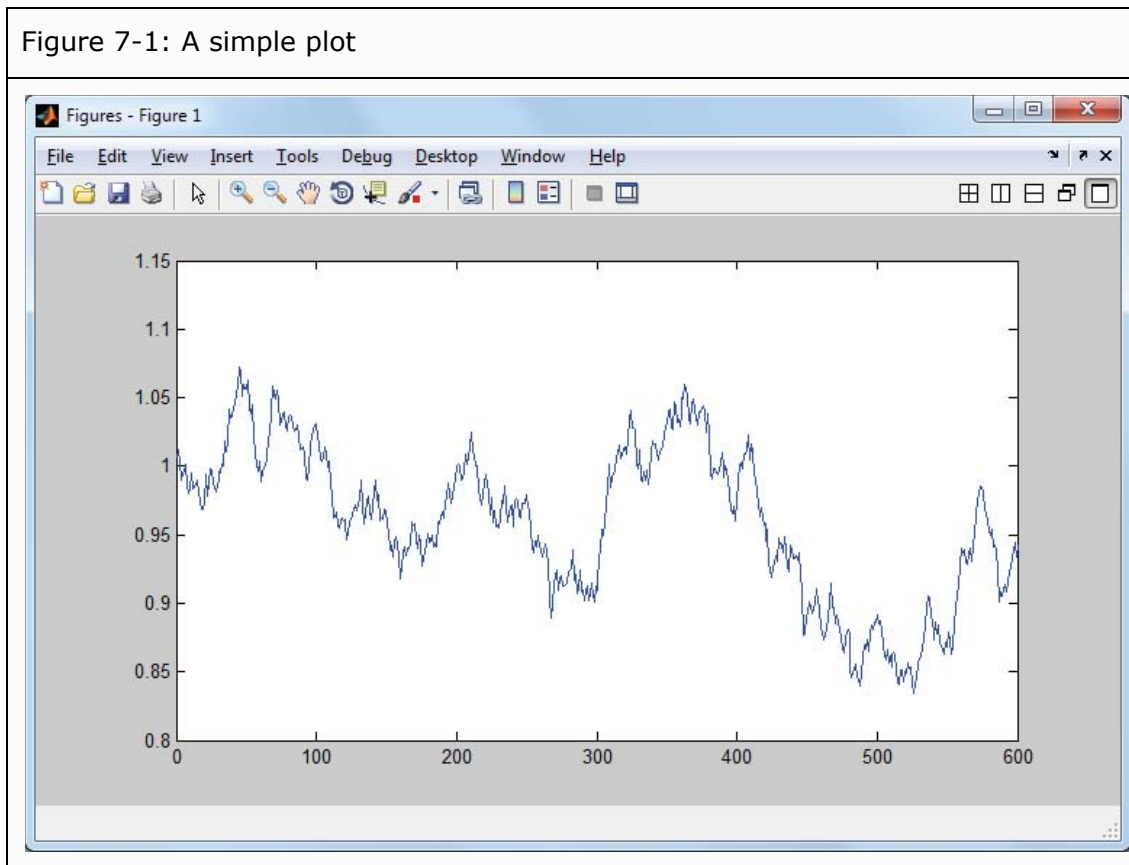 Figure 7-1: A simple plot
Figures - Figure 1
File Edit View Insert Tools Debug Desktop Window Help
1.15
1.1
1.05
1
0.95
0.9
0.85
0.8
0 100 200 300 400 500 600